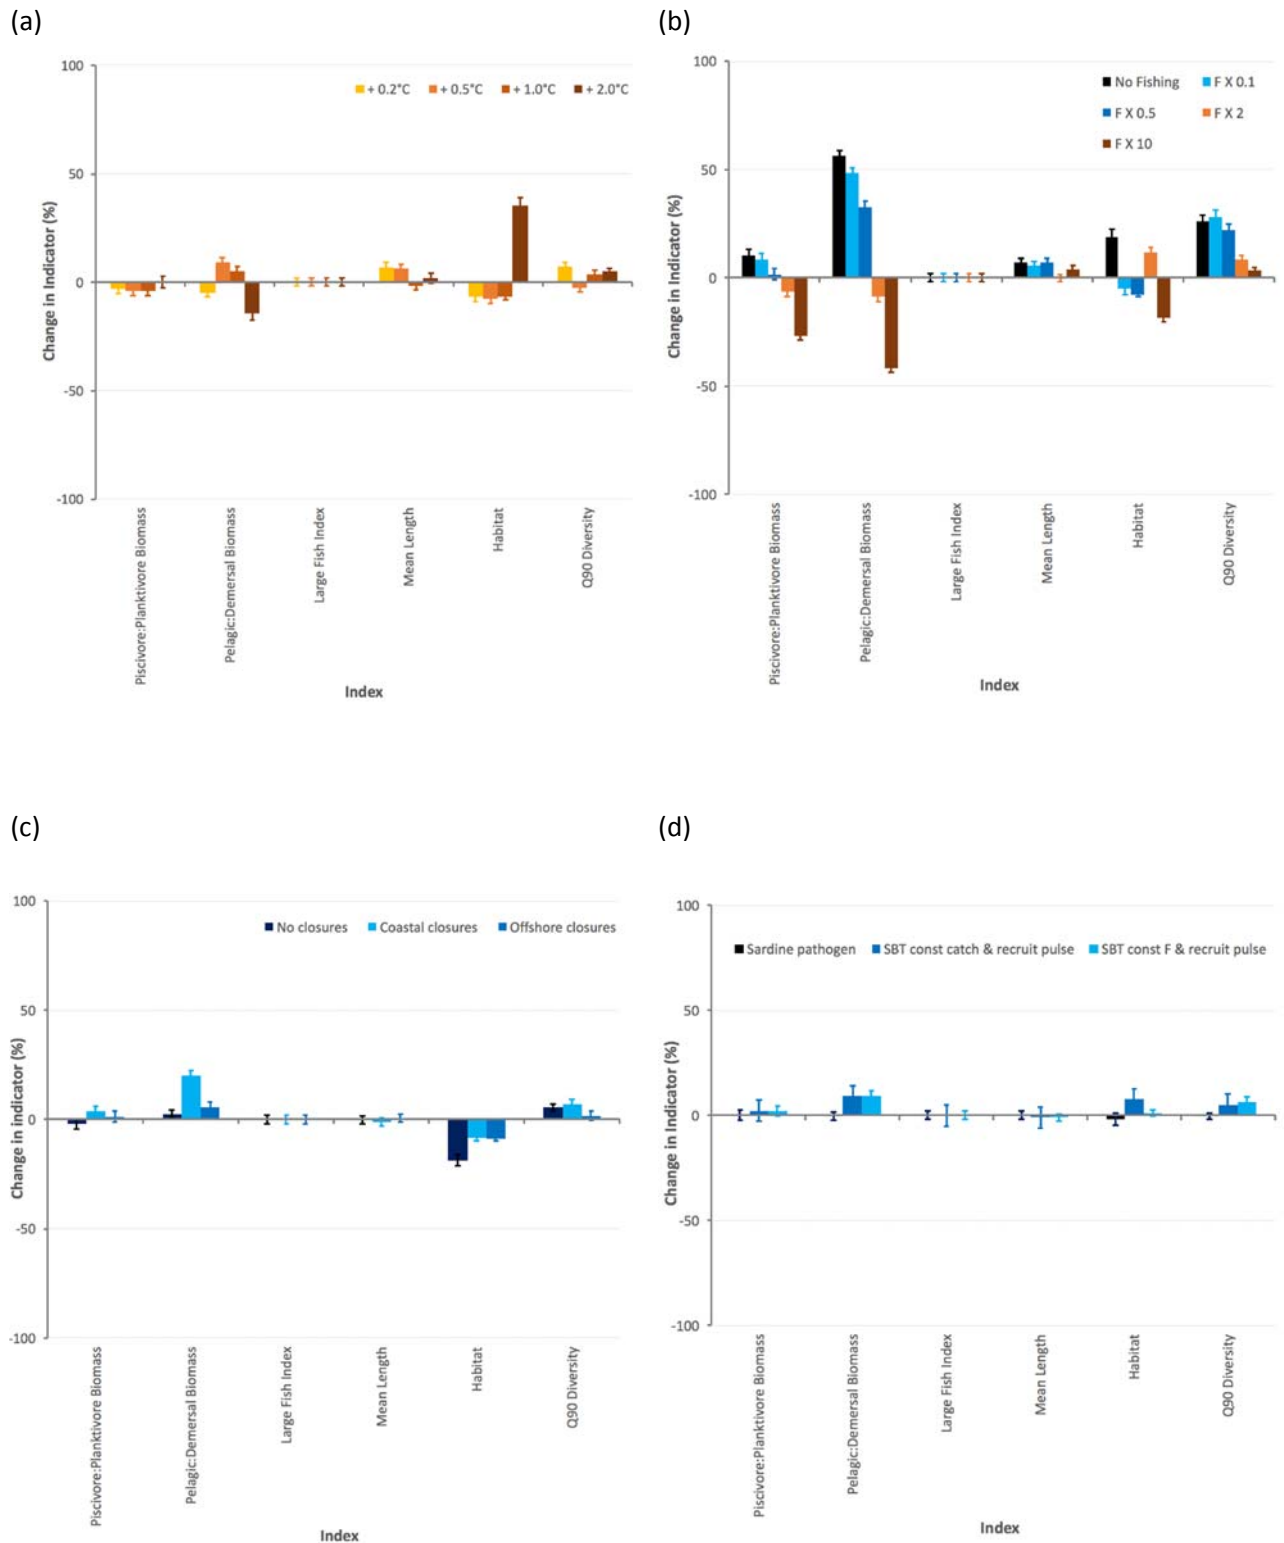 (a)
100
50
0
-50
-100
Change in Indicator (%)
+ 0.2°C + 0.5°C + 1.0°C + 2.0°C
Piscivore:Planktivore Biomass
Pelagic:Demersal Biomass
Large Fish Index
Mean Length
Habitat
Q90 Diversity
Index
(b)
100
50
0
-50
-100
Change in Indicator (%)
No Fishing F X 0.1
F X 0.5 F X 2
F X 10
Piscivore:Planktivore Biomass
Pelagic:Demersal Biomass
Large Fish Index
Mean Length
Habitat
Q90 Diversity
Index
(c)
100
50
0
-50
-100
Change in indicator (%)
No closures Coastal closures Offshore closures
Piscivore:Planktivore Biomass
Pelagic:Demersal Biomass
Large Fish Index
Mean Length
Habitat
Q90 Diversity
Index
(d)
100
50
0
-50
-100
Change in indicator (%)
Sardine pathogen SBT const catch & recruit pulse SBT const F & recruit pulse
Piscivore:Planktivore Biomass
Pelagic:Demersal Biomass
Large Fish Index
Mean Length
Habitat
Q90 Diversity
Index